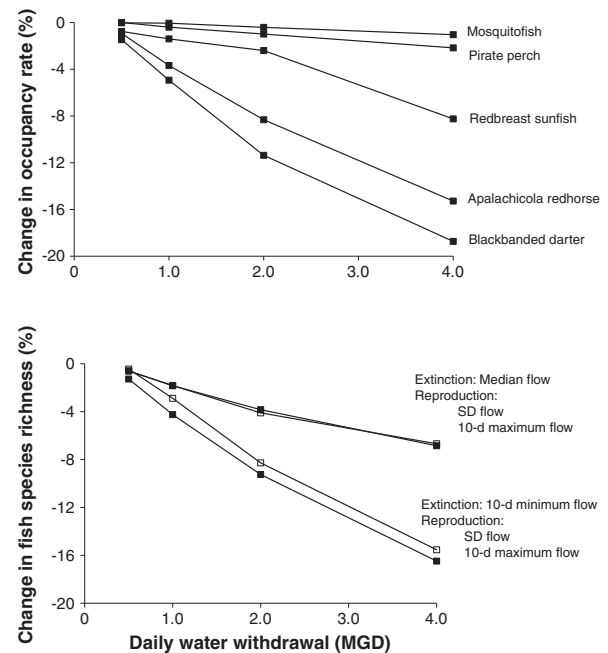 Change in occupancy rate (%)
0
-4
-8
-12
-16
-20
0
1.0
2.0
3.0
4.0
Mosquitofish
Pirate perch
Redbreast sunfish
Apalachicola redhorse
Blackbanded darter
Change in fish species richness (%)
0
-4
-8
-12
-16
-20
0
1.0
2.0
3.0
4.0
Extinction: Median flow
Reproduction:
SD flow
10-d maximum flow
Extinction: 10-d minimum flow
Reproduction:
SD flow
10-d maximum flow
Daily water withdrawal (MGD)